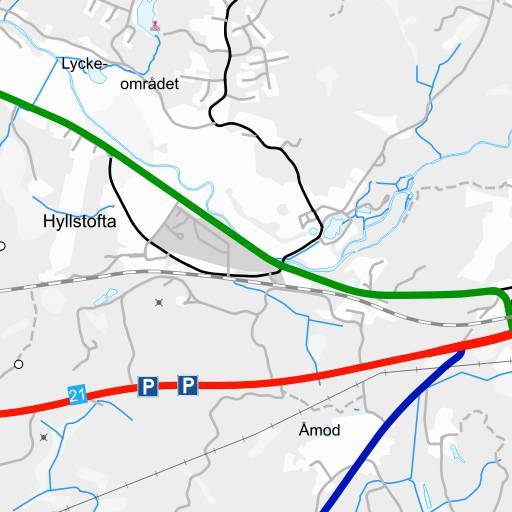 Lycke-
området
Hyllstofta
21
P
P
Åmod